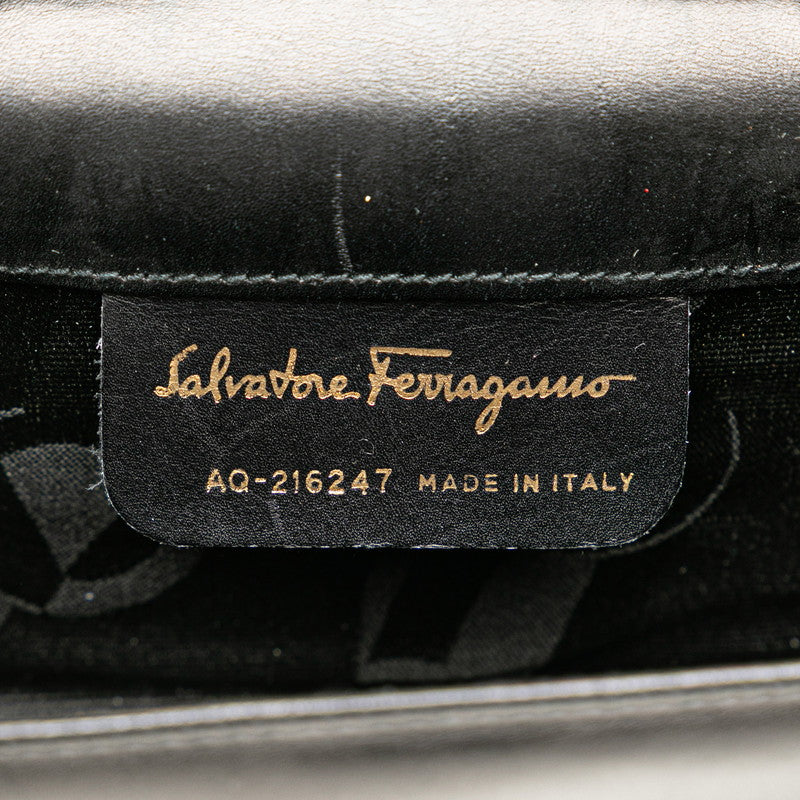 Salvatore Ferragamo
AQ-216247 MADE IN ITALY